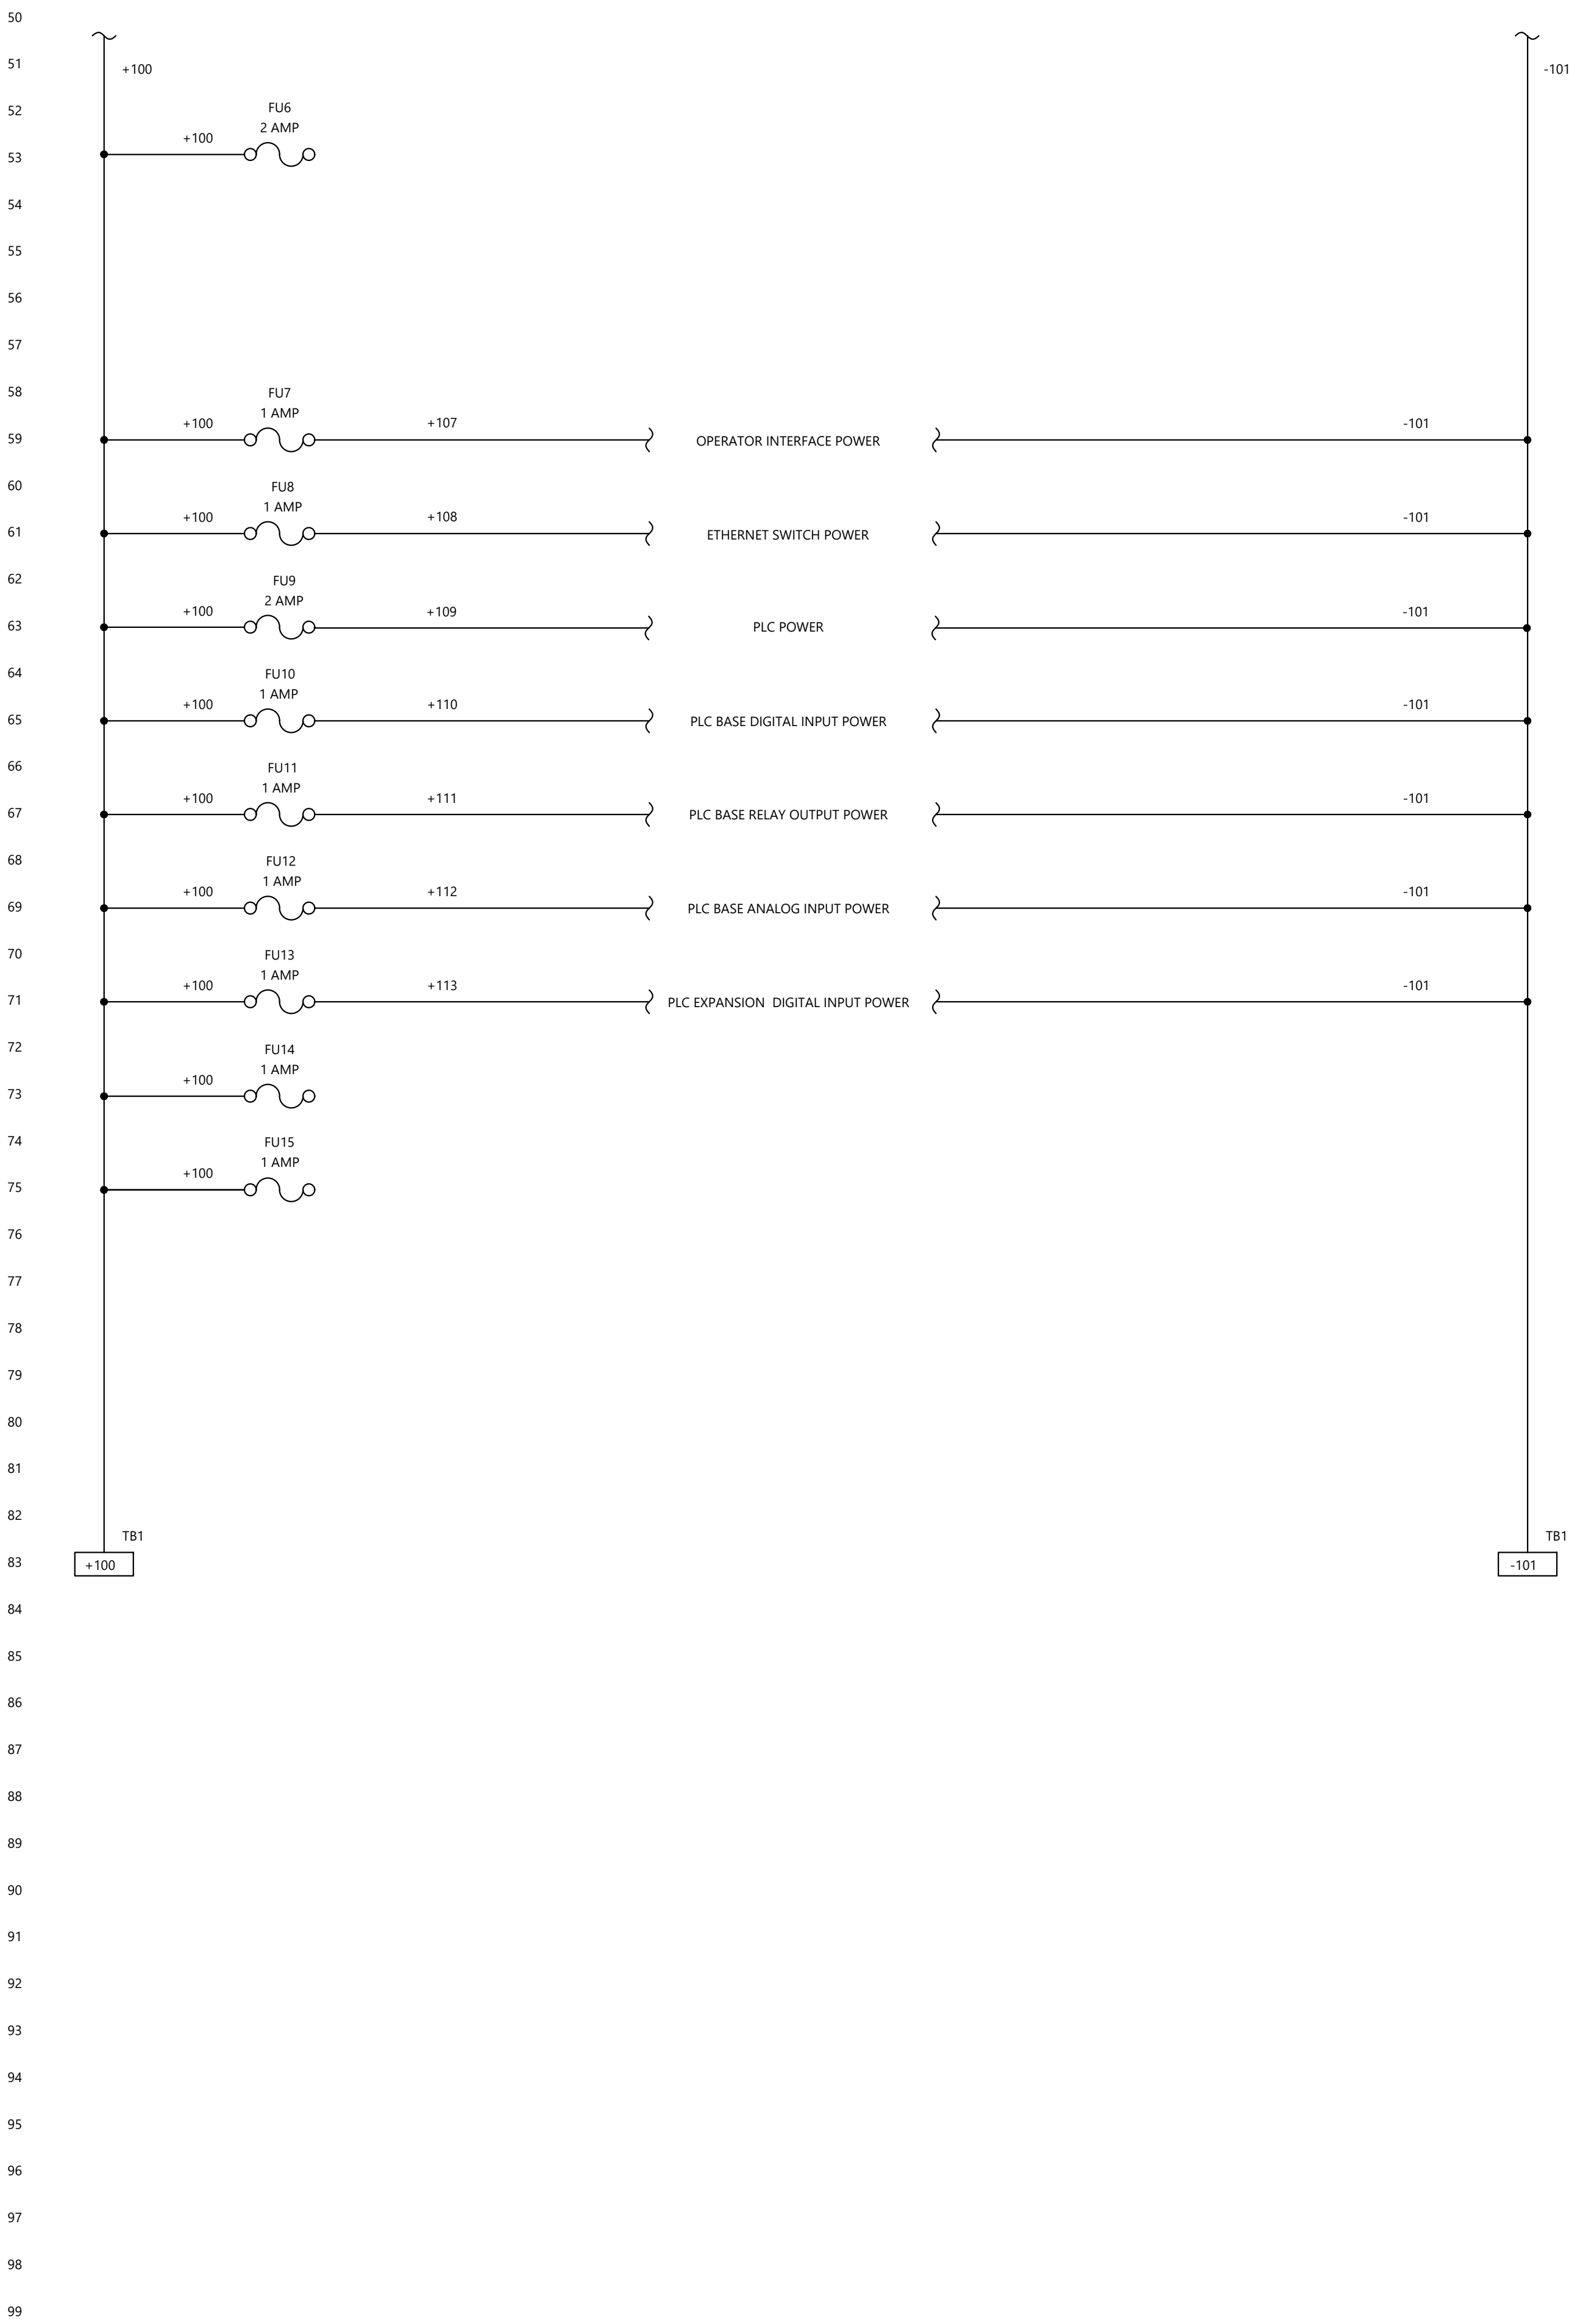 50
51
+100
-101
52
FU6
2 AMP
+100
53
54
55
56
57
58
FU7
1 AMP
+100
+107
-101
59
OPERATOR INTERFACE POWER
60
FU8
1 AMP
+100
+108
-101
61
ETHERNET SWITCH POWER
62
FU9
2 AMP
+100
+109
-101
63
PLC POWER
64
FU10
1 AMP
+100
+110
-101
65
PLC BASE DIGITAL INPUT POWER
66
FU11
1 AMP
+100
+111
-101
67
PLC BASE RELAY OUTPUT POWER
68
FU12
1 AMP
+100
+112
-101
69
PLC BASE ANALOG INPUT POWER
70
FU13
1 AMP
+100
+113
-101
71
PLC EXPANSION  DIGITAL INPUT POWER
72
FU14
1 AMP
+100
73
74
FU15
1 AMP
+100
75
76
77
78
79
80
81
82
TB1
TB1
83
+100
-101
84
85
86
87
88
89
90
91
92
93
94
95
96
97
98
99